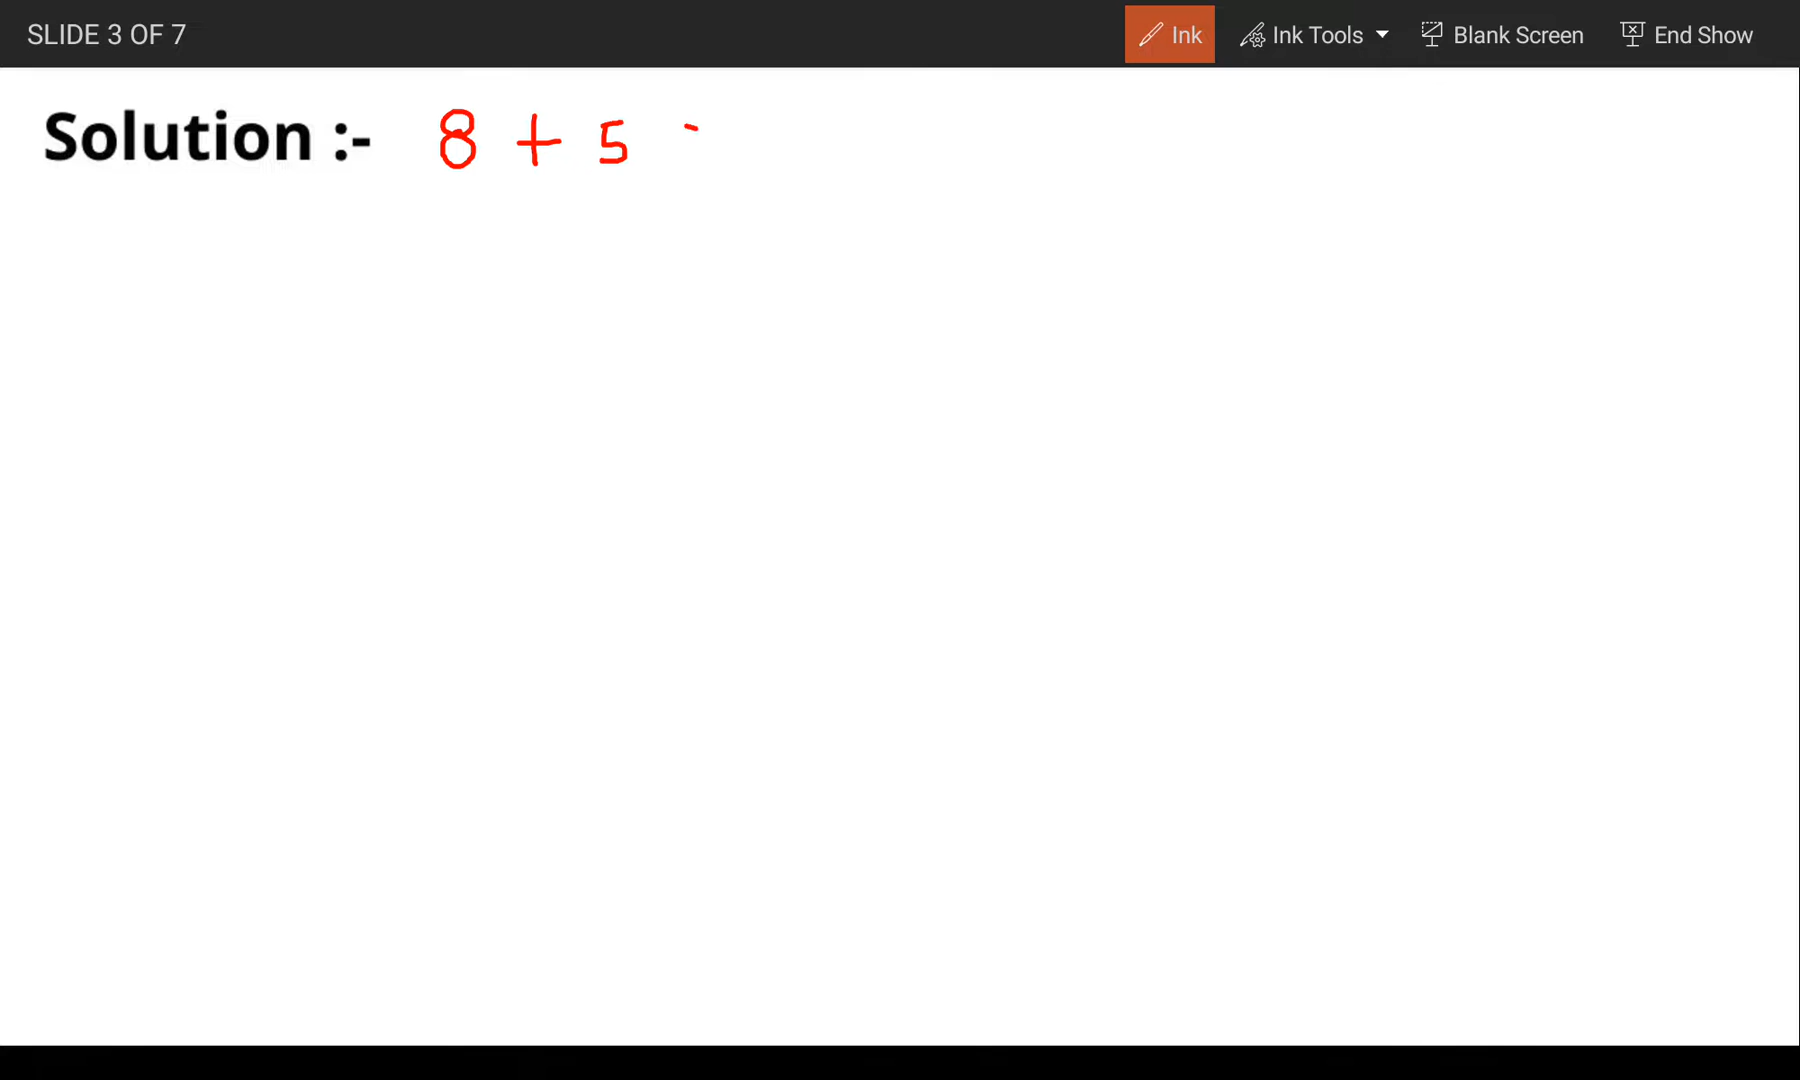 SLIDE 3 OF 7 Ink Ink Tools Blank Screen End Show
Solution :- 8 + 5